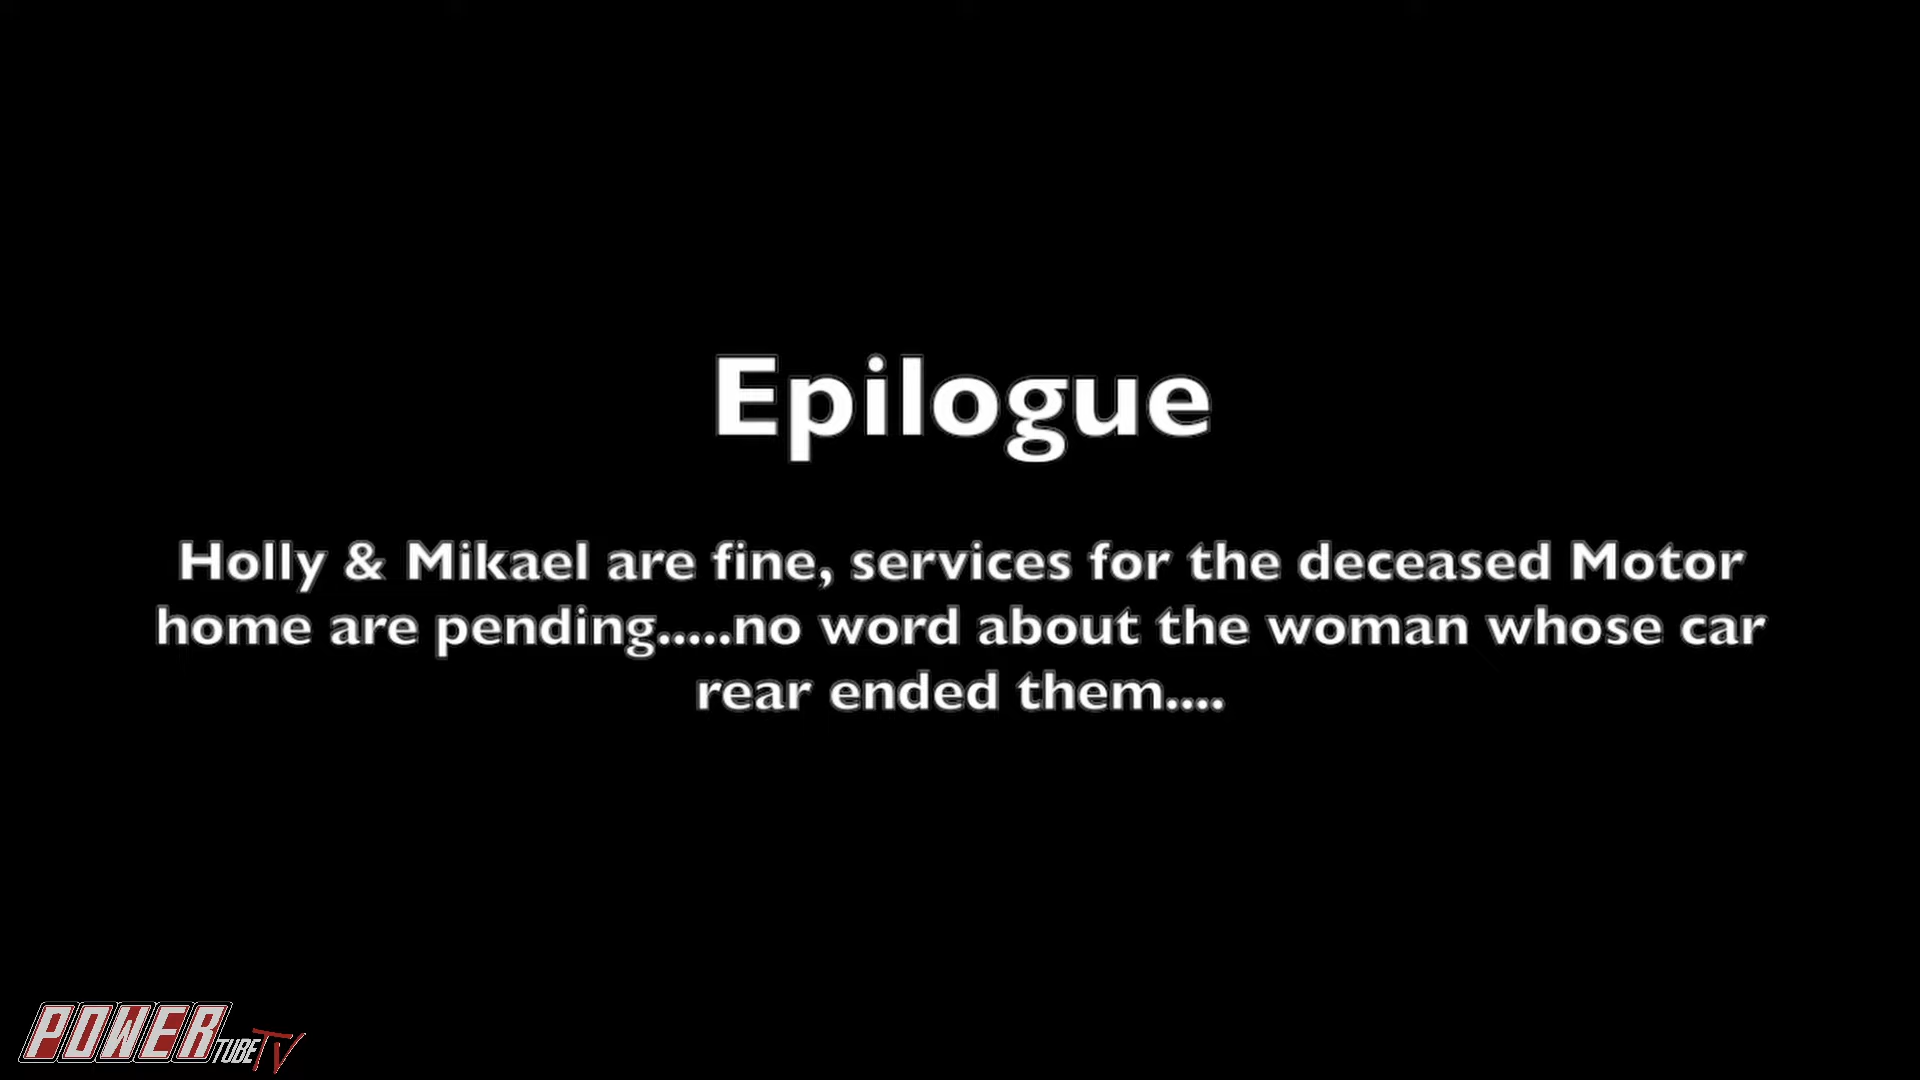 Epilogue
Holly & Mikael are fine, services for the deceased Motor
home are pending.....no word about the woman whose car
rear ended them....
POWER TUBE TV